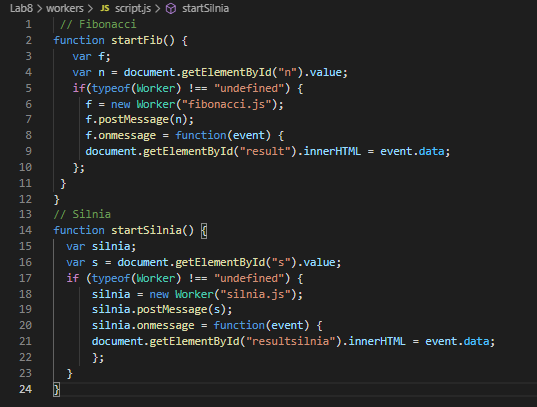 Lab8 > workers > JS script.js > startSilnia
1 // Fibonacci
2 function startFib() {
3 var f;
4 var n = document.getElementById("n").value;
5 if(typeof(Worker) !== "undefined") {
6 f = new Worker("fibonacci.js");
7 f.postMessage(n);
8 f.onmessage = function(event) {
9 document.getElementById("result").innerHTML = event.data;
10 };
11 }
12 }
13 // Silnia
14 function startSilnia() {
15 var silnia;
16 var s = document.getElementById("s").value;
17 if (typeof(Worker) !== "undefined") {
18 silnia = new Worker("silnia.js");
19 silnia.postMessage(s);
20 silnia.onmessage = function(event) {
21 document.getElementById("resultsilnia").innerHTML = event.data;
22 };
23 }
24 }